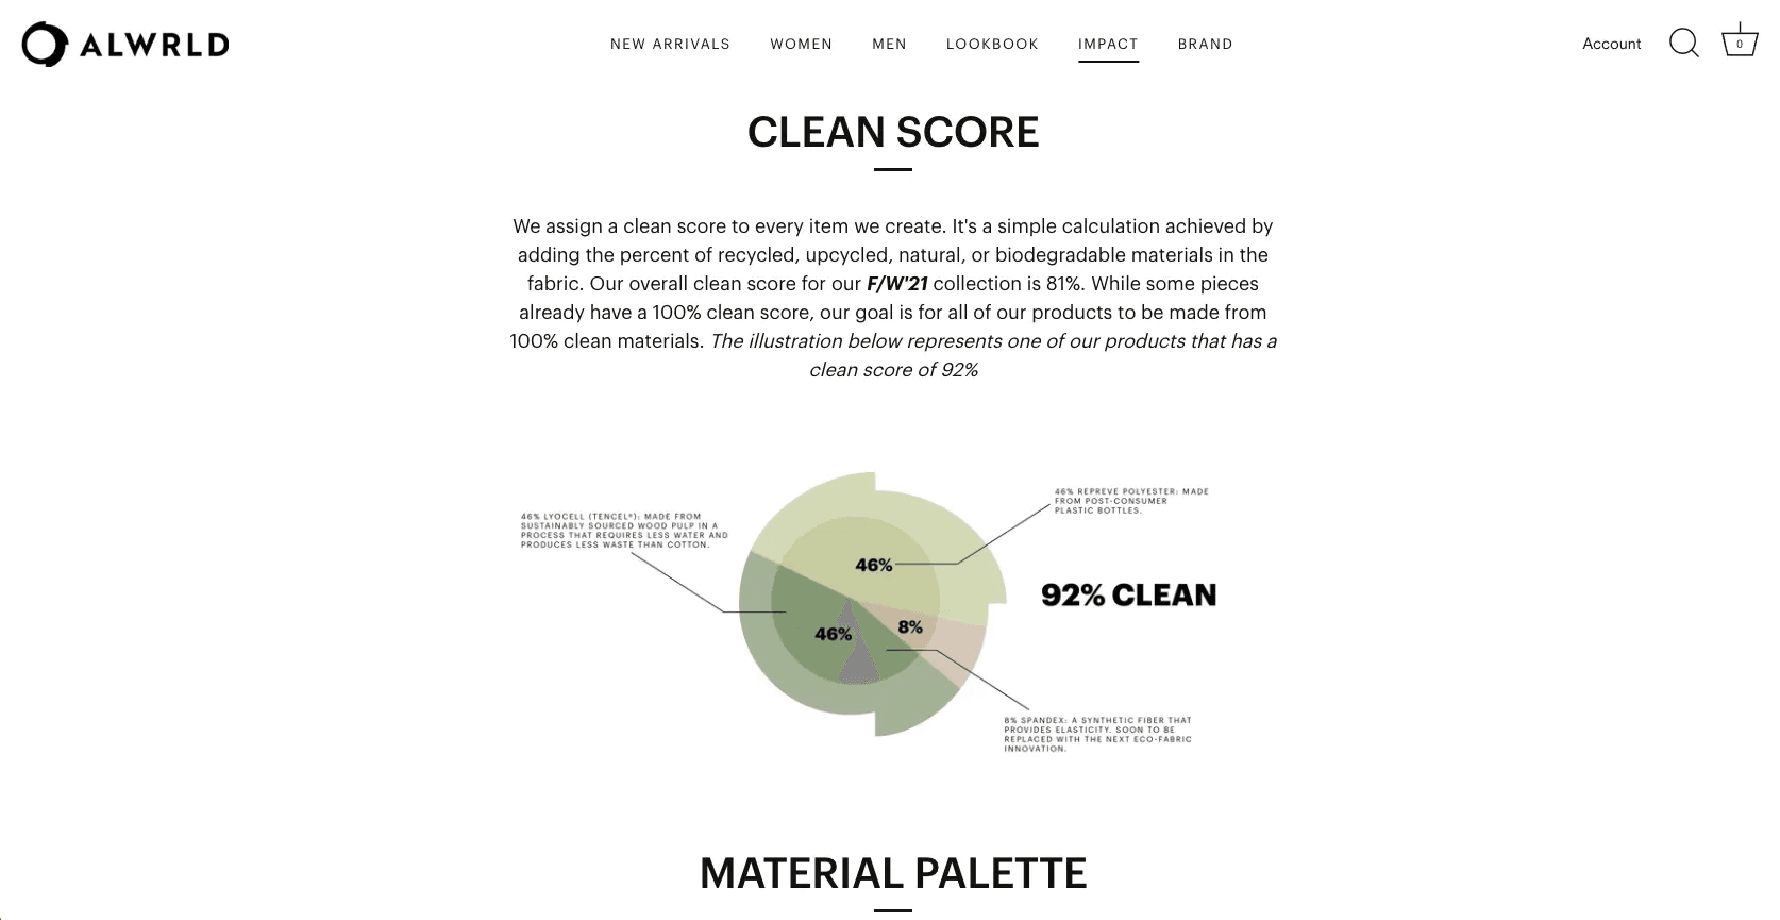 ALWRLD
NEW ARRIVALS WOMEN MEN LOOKBOOK IMPACT BRAND
Account 0
CLEAN SCORE
We assign a clean score to every item we create. It's a simple calculation achieved by
adding the percent of recycled, upcycled, natural, or biodegradable materials in the
fabric. Our overall clean score for our F/W'21 collection is 81%. While some pieces
already have a 100% clean score, our goal is for all of our products to be made from
100% clean materials. The illustration below represents one of our products that has a
clean score of 92%
46% LYOCELL (TENCEL®): MADE FROM
SUSTAINABLY SOURCED WOOD PULP IN A
PROCESS THAT REQUIRES LESS WATER AND
PRODUCES LESS WASTE THAN COTTON.
46% REPREVE POLYESTER: MADE
FROM POST-CONSUMER
PLASTIC BOTTLES.
46%
92% CLEAN
46%
8%
8% SPANDEX: A SYNTHETIC FIBER THAT
PROVIDES ELASTICITY. SOON TO BE
REPLACED WITH THE NEXT ECO-FABRIC
INNOVATION.
MATERIAL PALETTE